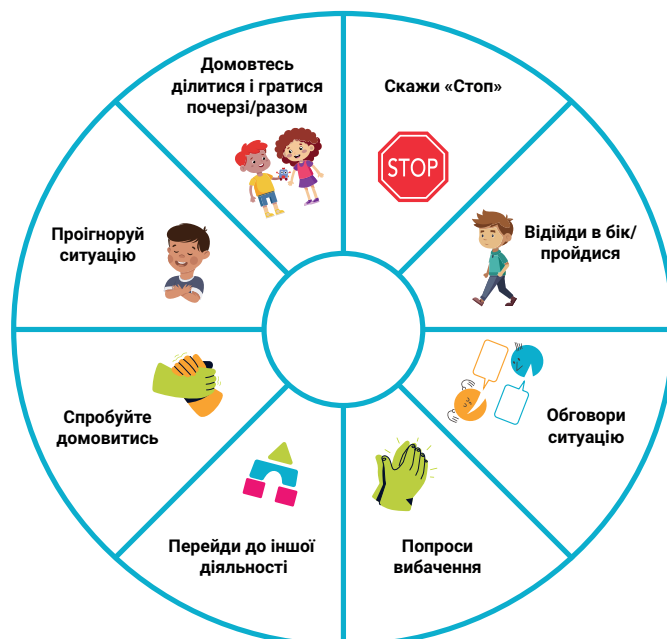 Домовтесь
ділитися і гратися
почерзі/разом
Скажи «Стоп»
STOP
Проігноруй
ситуацію
Відійди в бік/
пройдися
Спробуйте
домовитись
Обговори
ситуацію
Перейди до іншої
діяльності
Попроси
вибачення